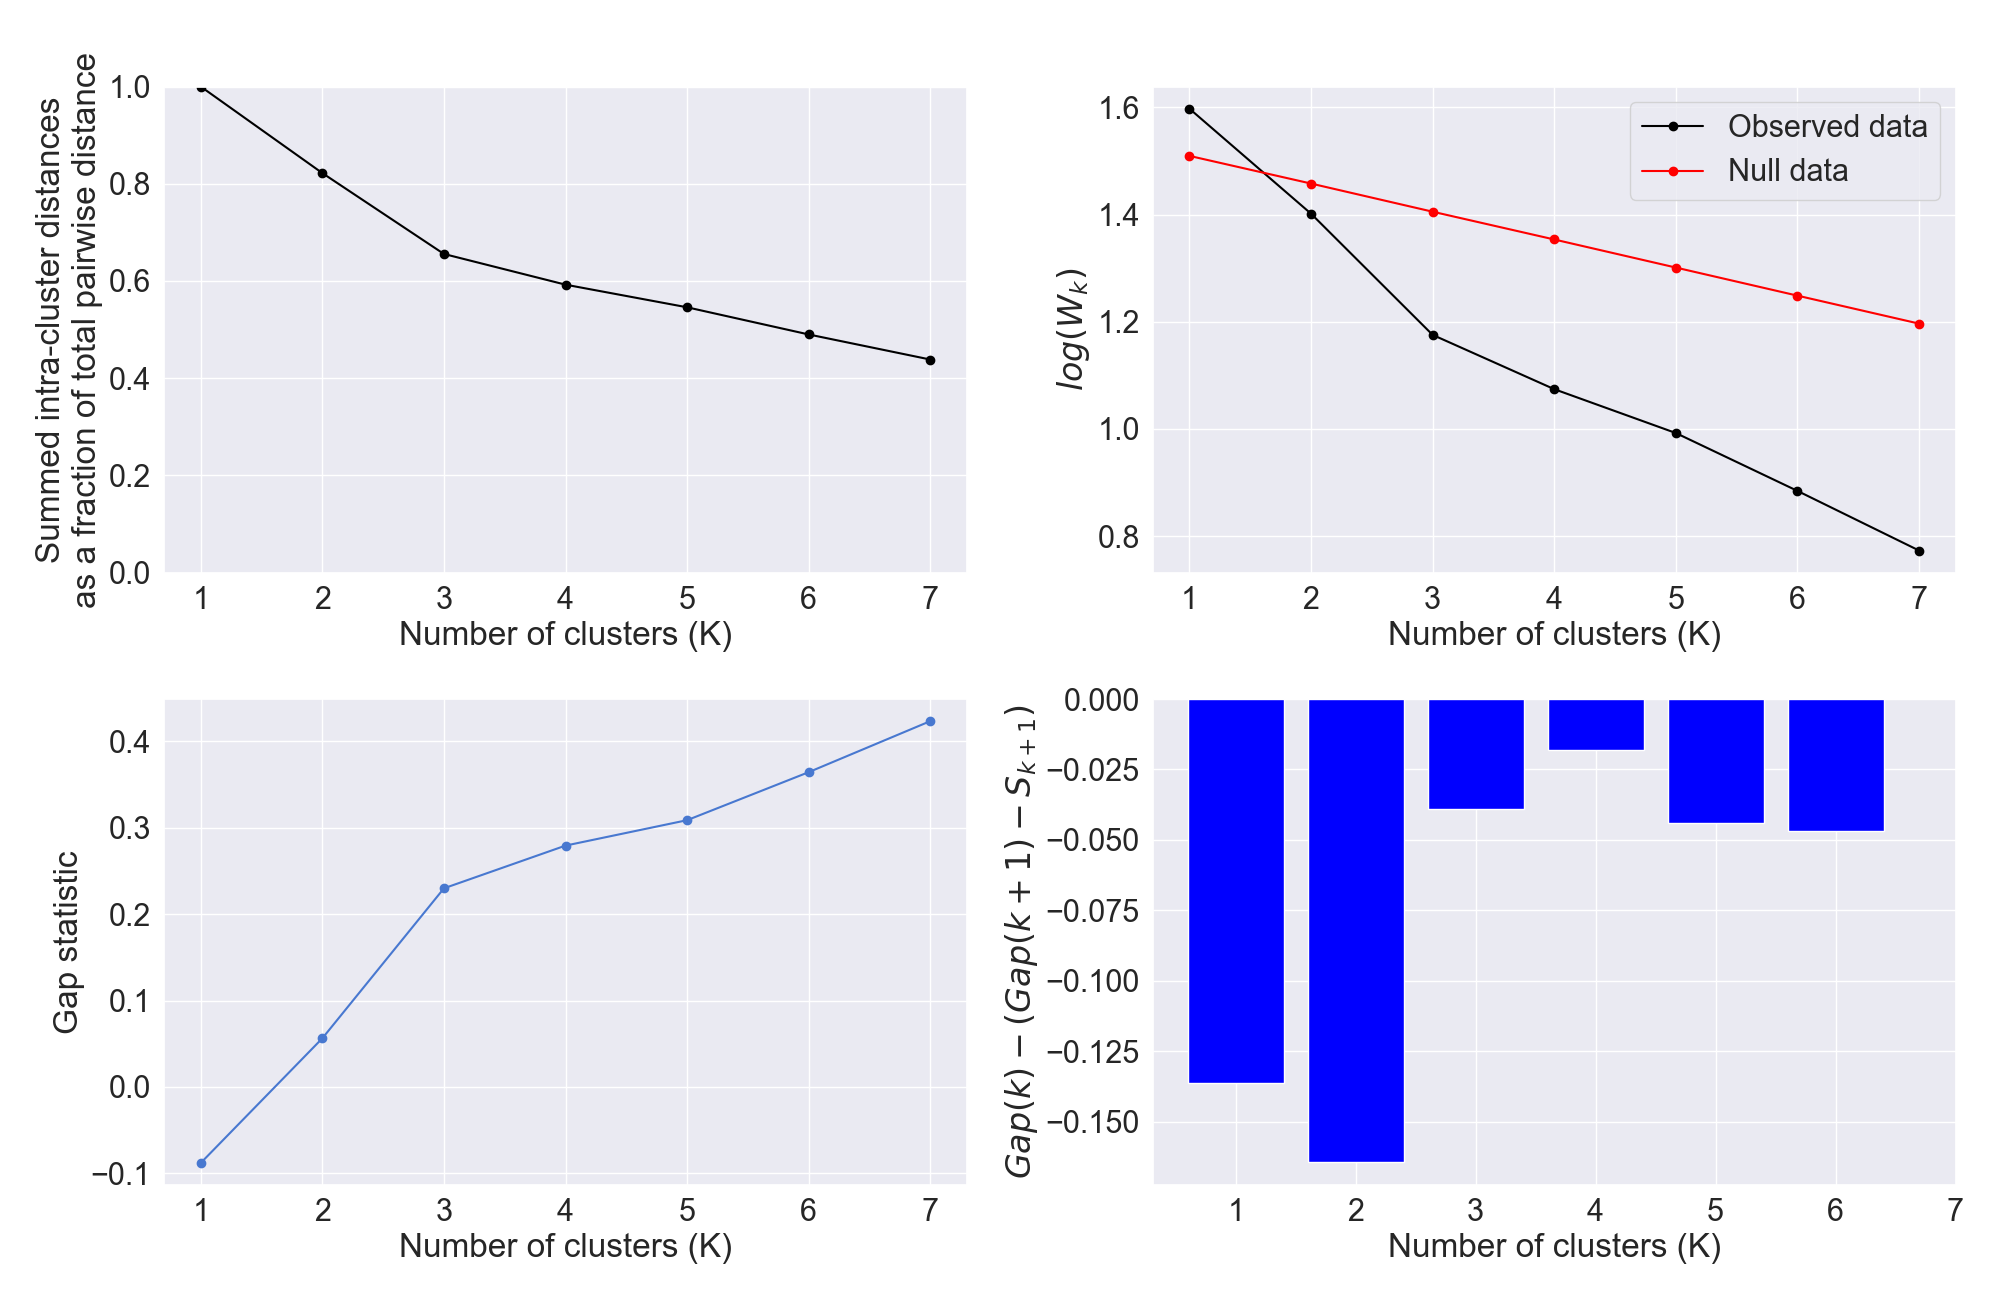 Summed intra-cluster distances
as a fraction of total pairwise distance
1.0
0.8
0.6
0.4
0.2
0.0
1 2 3 4 5 6 7
Number of clusters (K)
log(W_k)
1.6
1.4
1.2
1.0
0.8
Observed data
Null data
1 2 3 4 5 6 7
Number of clusters (K)
Gap statistic
0.4
0.3
0.2
0.1
0.0
−0.1
1 2 3 4 5 6 7
Number of clusters (K)
Gap(k) − (Gap(k + 1) − S_{k + 1})
0.000
−0.025
−0.050
−0.075
−0.100
−0.125
−0.150
1 2 3 4 5 6 7
Number of clusters (K)